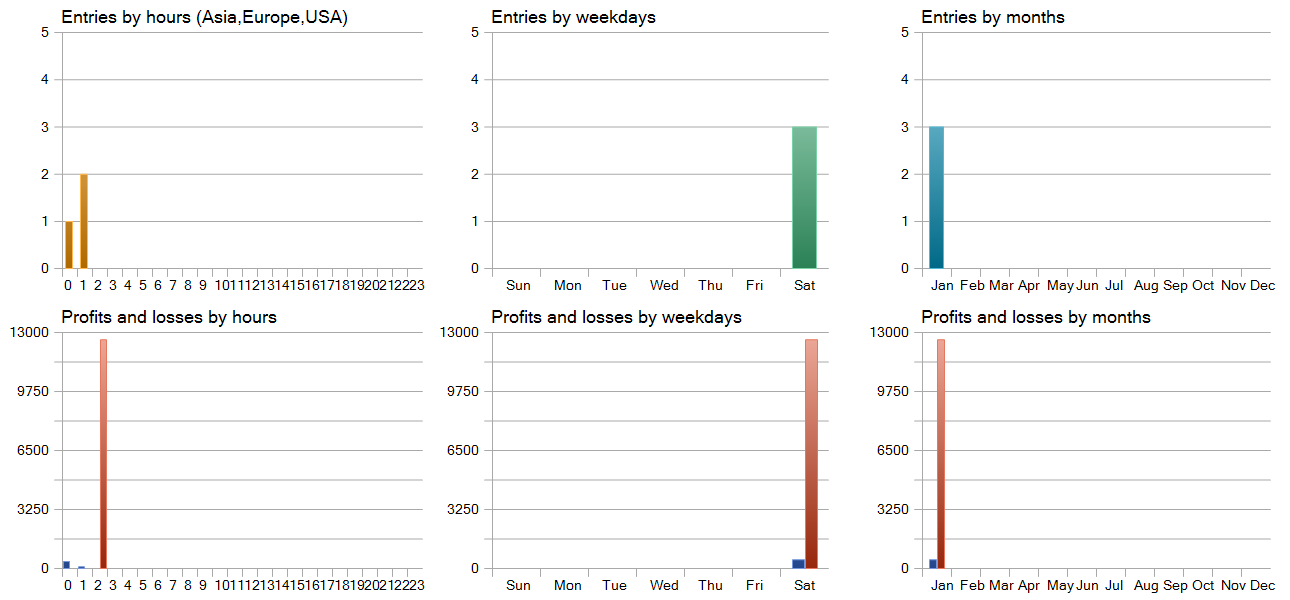 Entries by hours (Asia,Europe,USA)
5
4
3
2
1
0
0 1 2 3 4 5 6 7 8 9 10 11 12 13 14 15 16 17 18 19 20 21 22 23
Entries by weekdays
5
4
3
2
1
0
Sun Mon Tue Wed Thu Fri Sat
Entries by months
5
4
3
2
1
0
Jan Feb Mar Apr May Jun Jul Aug Sep Oct Nov Dec
Profits and losses by hours
13000
9750
6500
3250
0
0 1 2 3 4 5 6 7 8 9 10 11 12 13 14 15 16 17 18 19 20 21 22 23
Profits and losses by weekdays
13000
9750
6500
3250
0
Sun Mon Tue Wed Thu Fri Sat
Profits and losses by months
13000
9750
6500
3250
0
Jan Feb Mar Apr May Jun Jul Aug Sep Oct Nov Dec